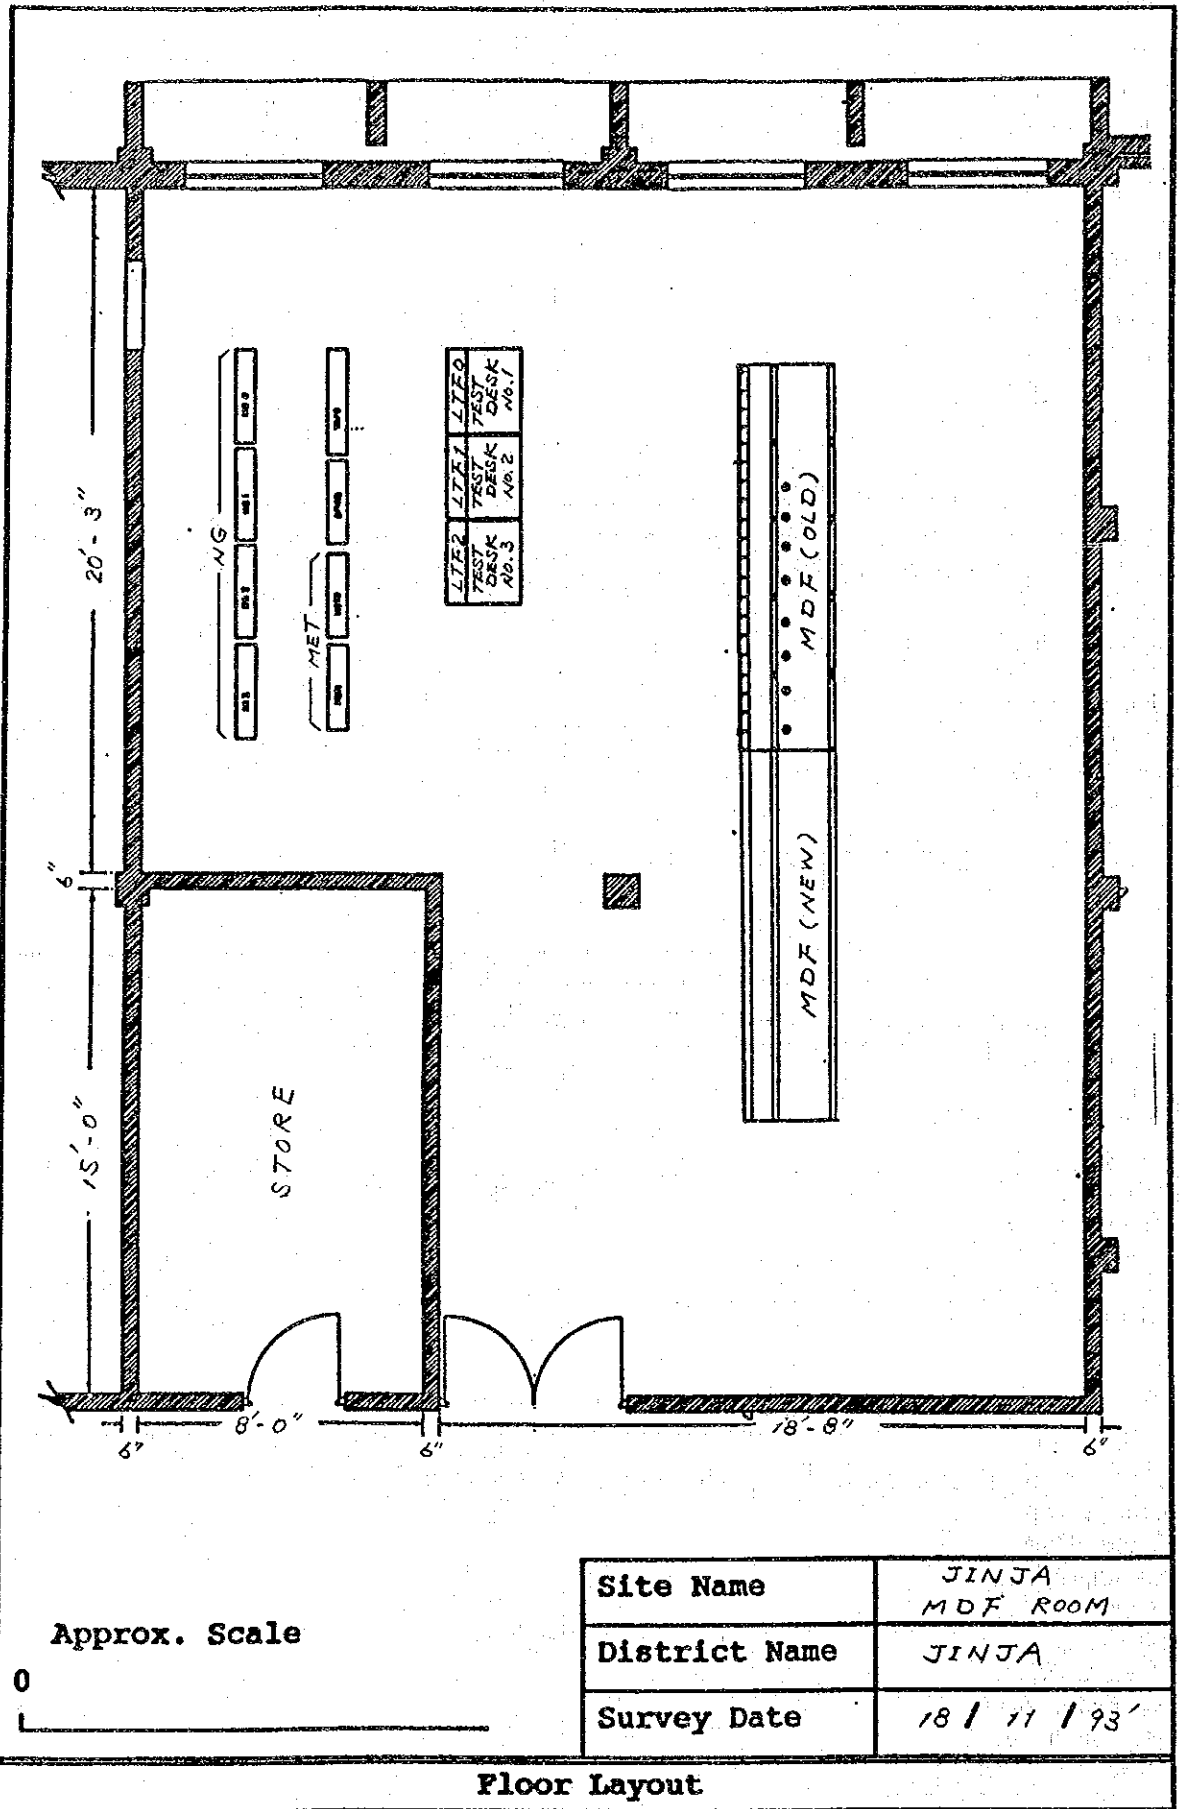 NG
MET
LTF0
TEST
DESK
No.1
LTF1
TEST
DESK
No.2
LTF2
TEST
DESK
No.3
MDF (OLD)
MDF (NEW)
20'-3"
6"
15'-0"
STORE
8'-0"
18'-8"
6"
6"
6"
Approx. Scale
0
Site Name
JINJA
MDF ROOM
District Name
JINJA
Survey Date
18 / 11 / 93'
Floor Layout